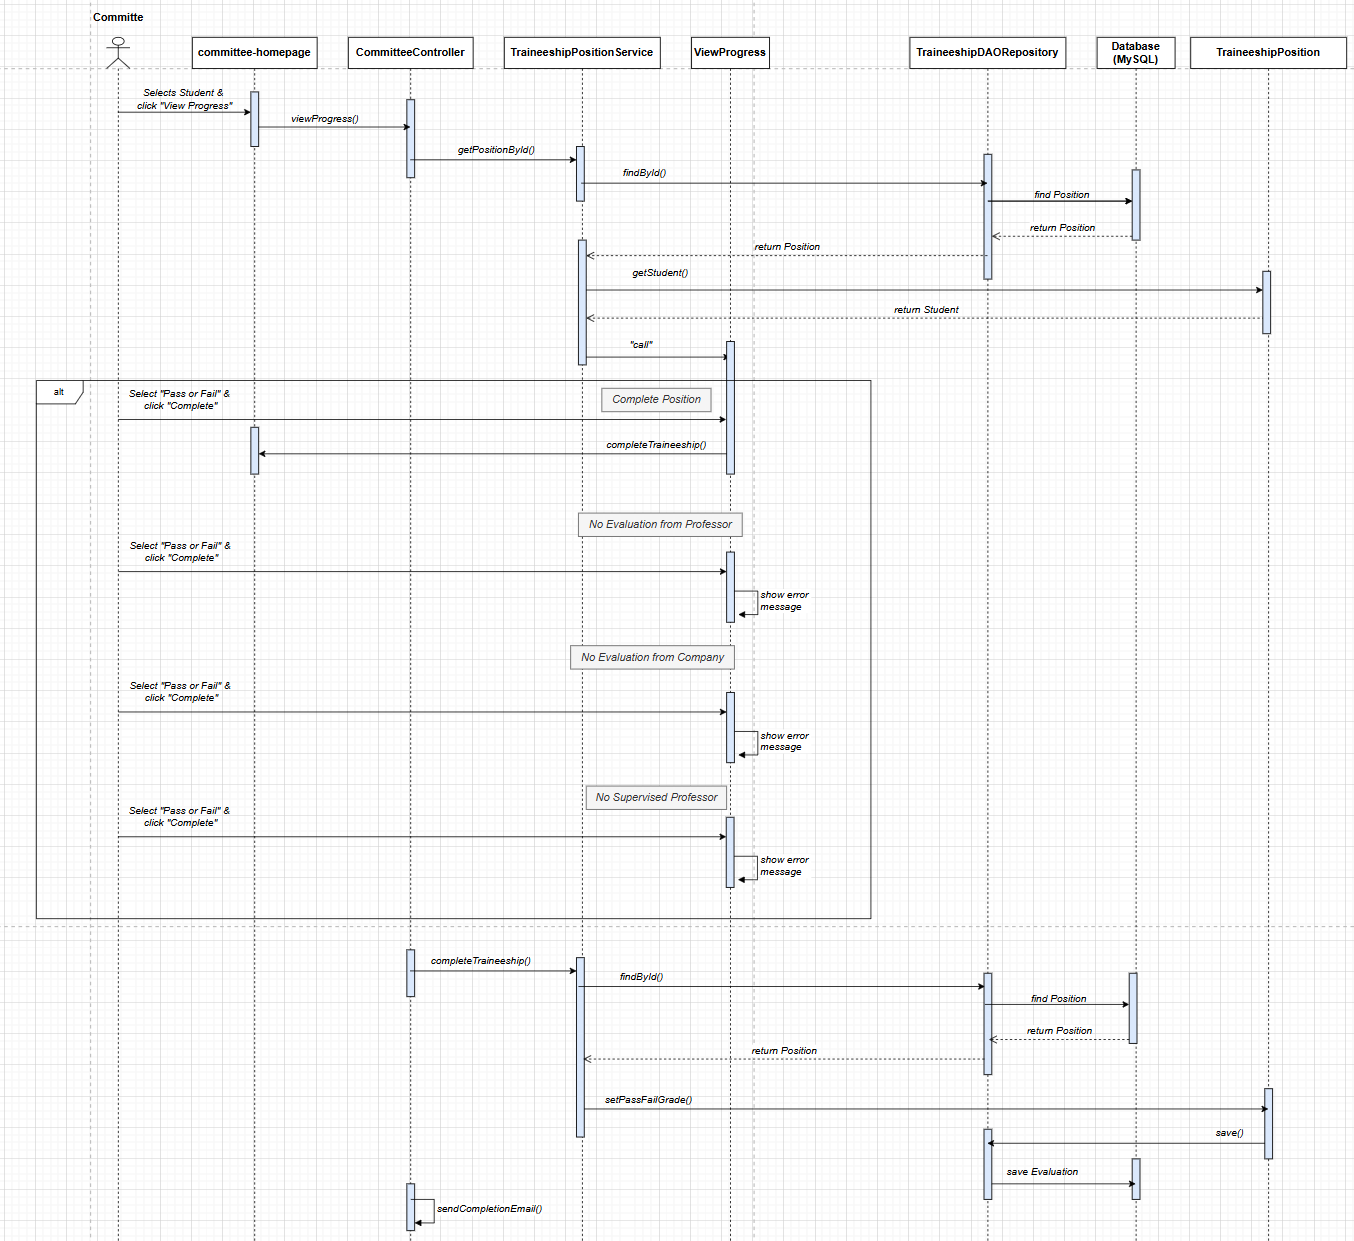 Committe
committee-homepage
CommitteeController
TraineeshipPositionService
ViewProgress
TraineeshipDAORepository
Database
(MySQL)
TraineeshipPosition
Selects Student &
click "View Progress"
viewProgress()
getPositionById()
findById()
find Position
return Position
return Position
getStudent()
return Student
"call"
alt
Select "Pass or Fail" &
click "Complete"
Complete Position
completeTraineeship()
No Evaluation from Professor
Select "Pass or Fail" &
click "Complete"
show error
message
No Evaluation from Company
Select "Pass or Fail" &
click "Complete"
show error
message
No Supervised Professor
Select "Pass or Fail" &
click "Complete"
show error
message
completeTraineeship()
findById()
find Position
return Position
return Position
setPassFailGrade()
save()
save Evaluation
sendCompletionEmail()